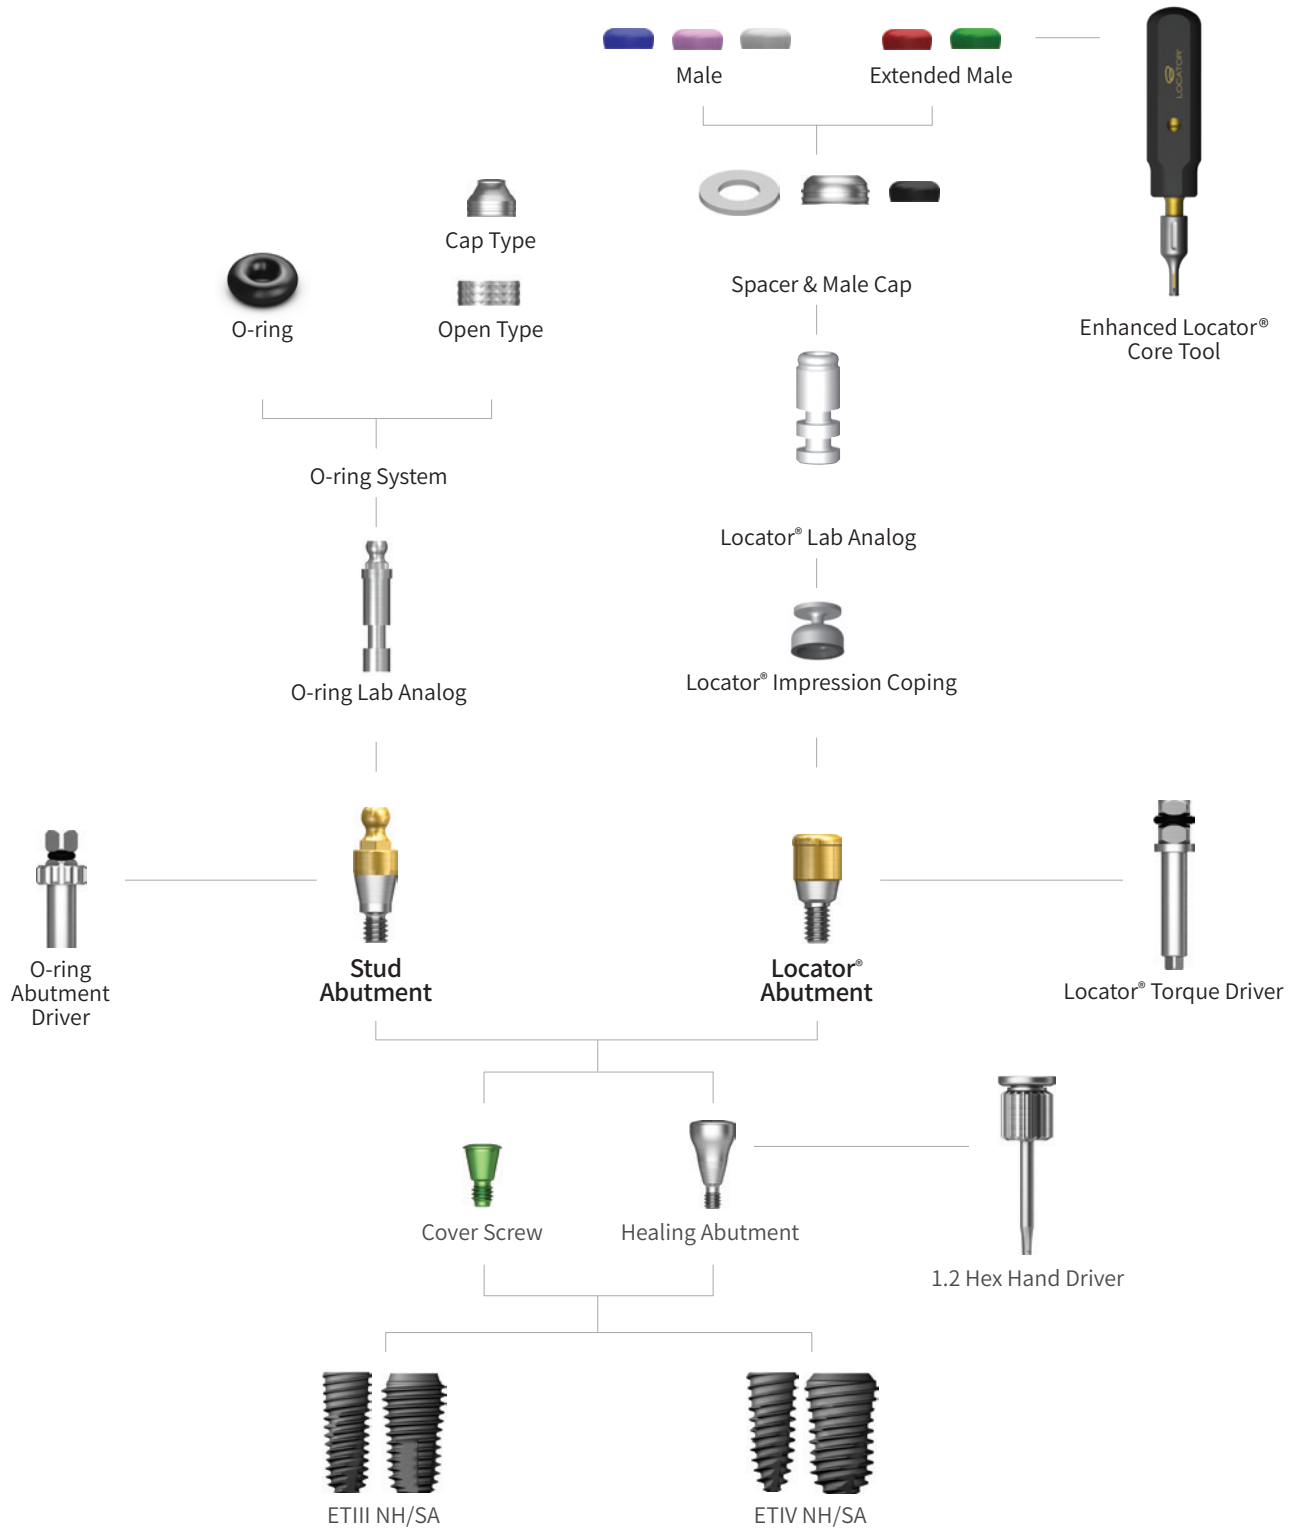 Male
Extended Male
LOCATOR®
Cap Type
O-ring
Open Type
Spacer & Male Cap
Enhanced Locator®
Core Tool
O-ring System
Locator® Lab Analog
O-ring Lab Analog
Locator® Impression Coping
O-ring
Abutment
Driver
Stud
Abutment
Locator®
Abutment
Locator® Torque Driver
Cover Screw
Healing Abutment
1.2 Hex Hand Driver
ETIII NH/SA
ETIV NH/SA